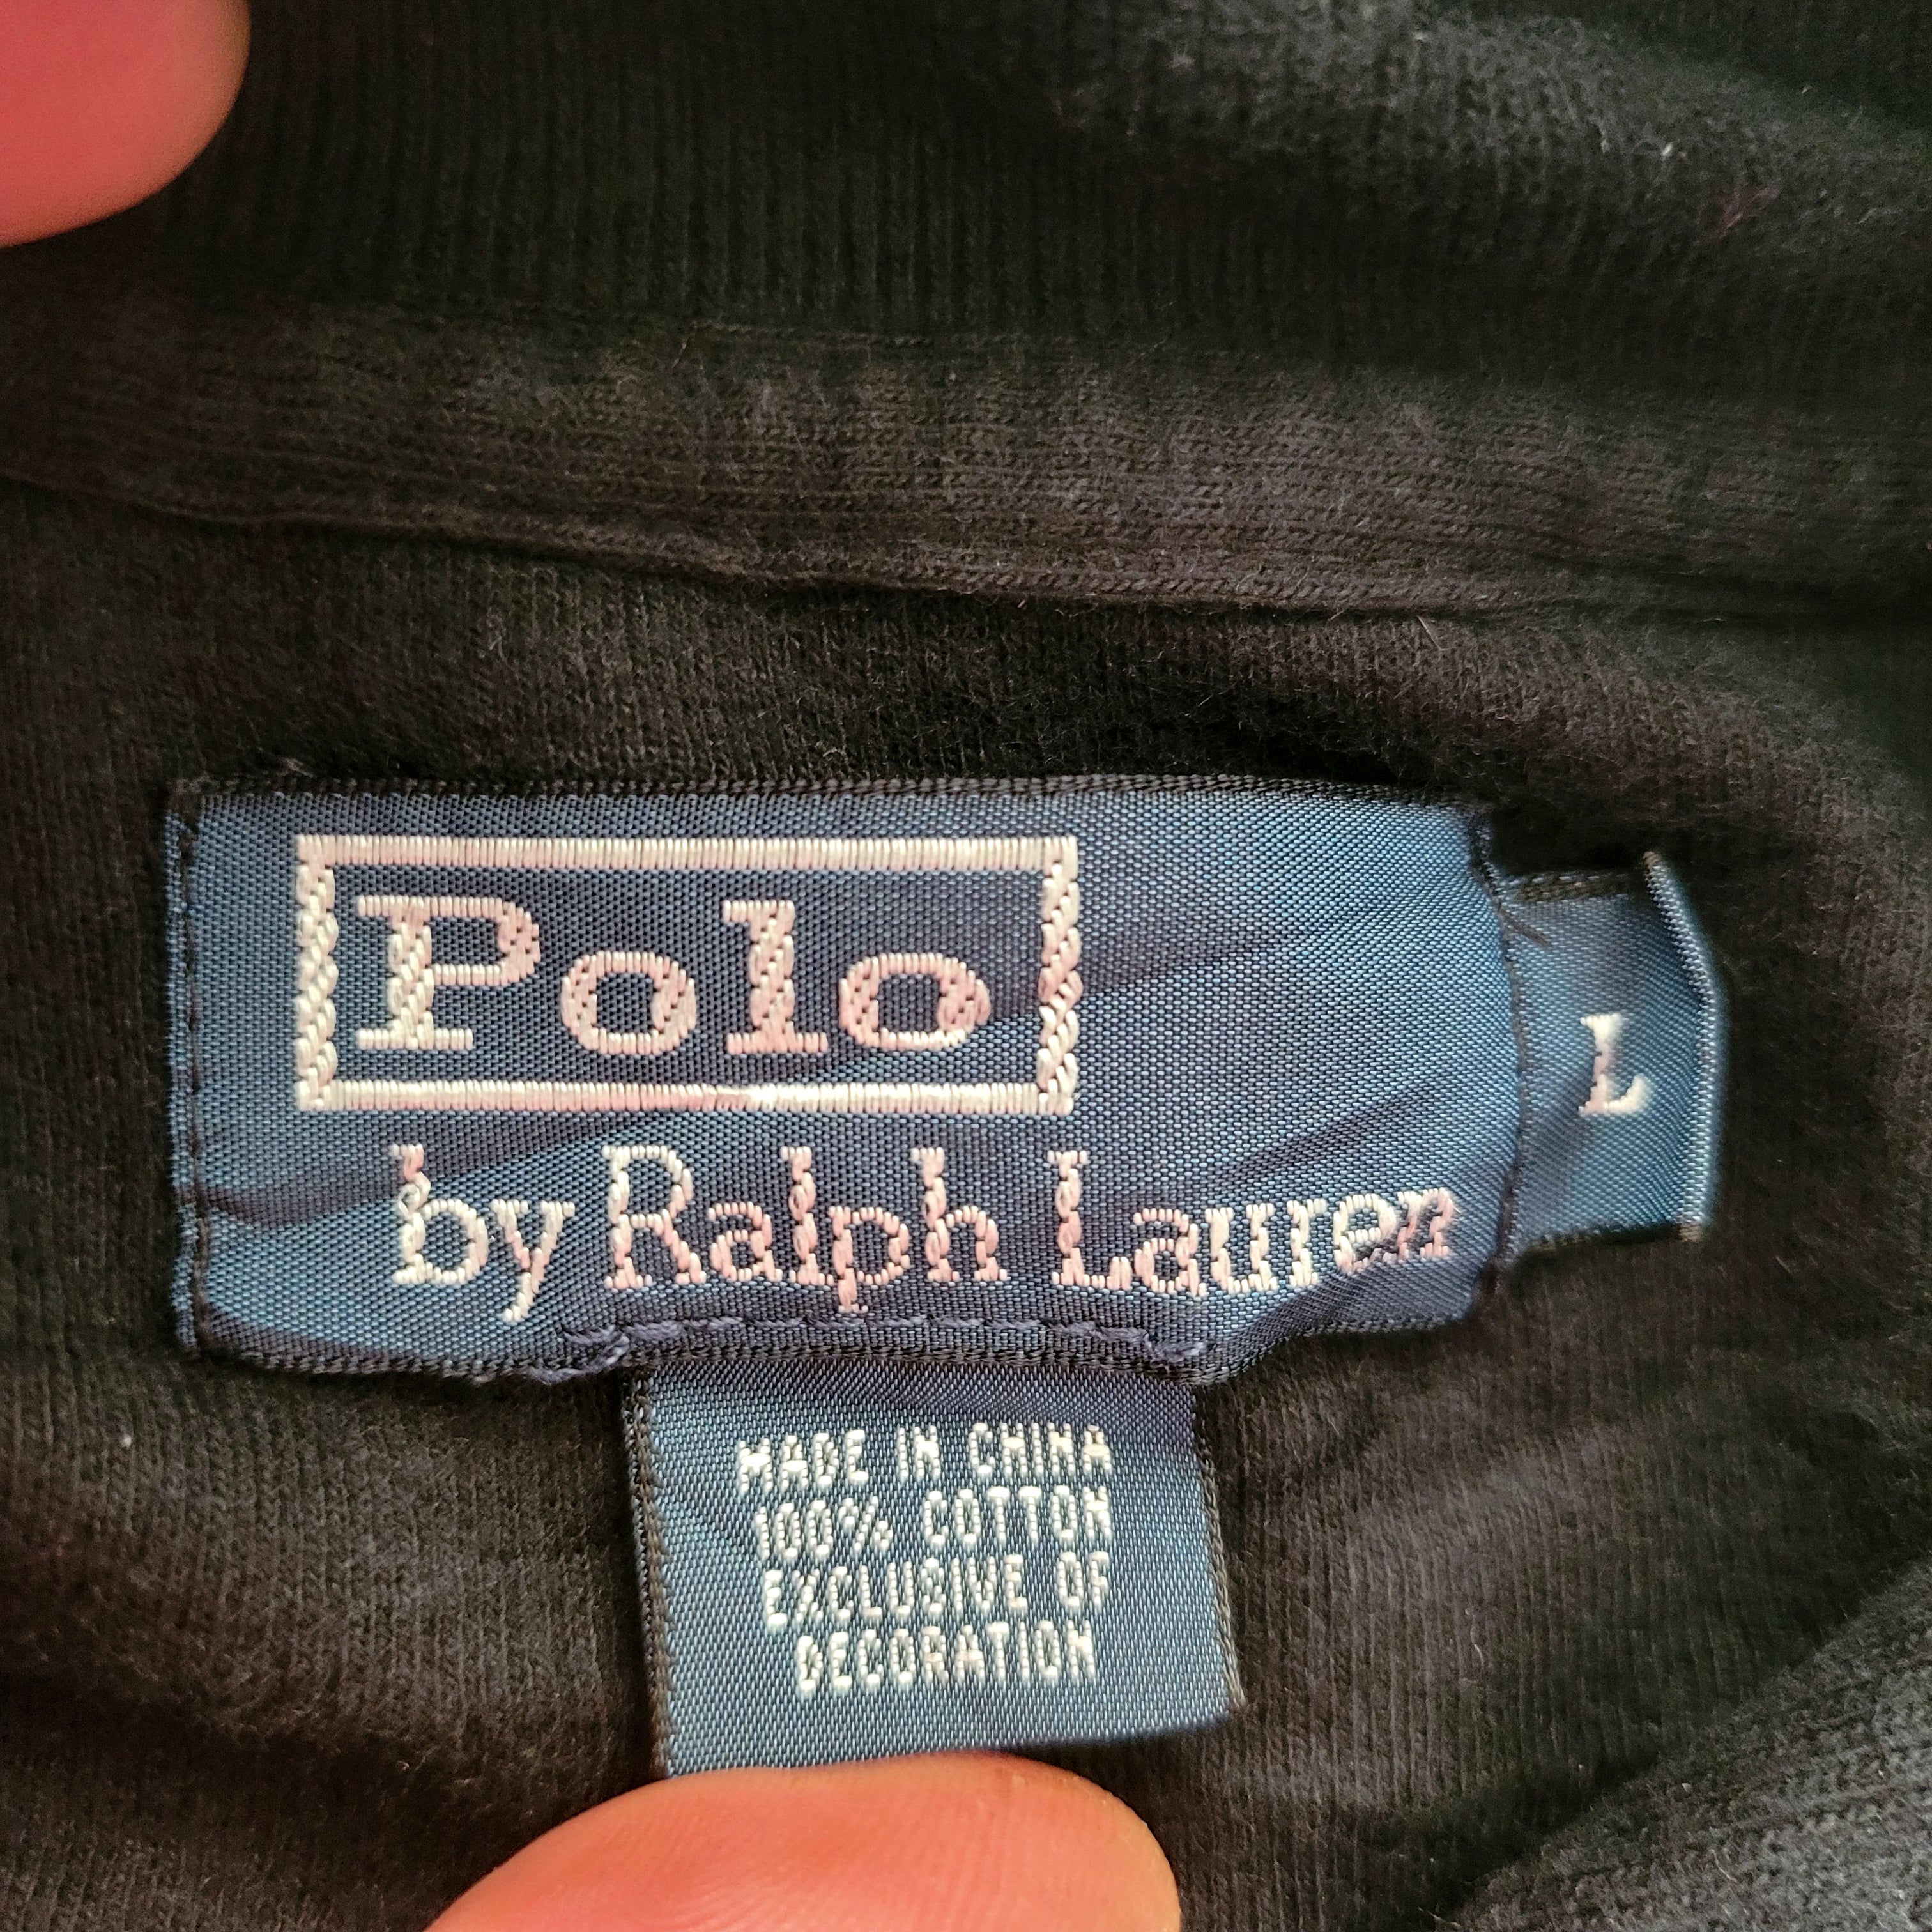 Polo
by Ralph Lauren
L
MADE IN CHINA
100% COTTON
EXCLUSIVE OF
DECORATION